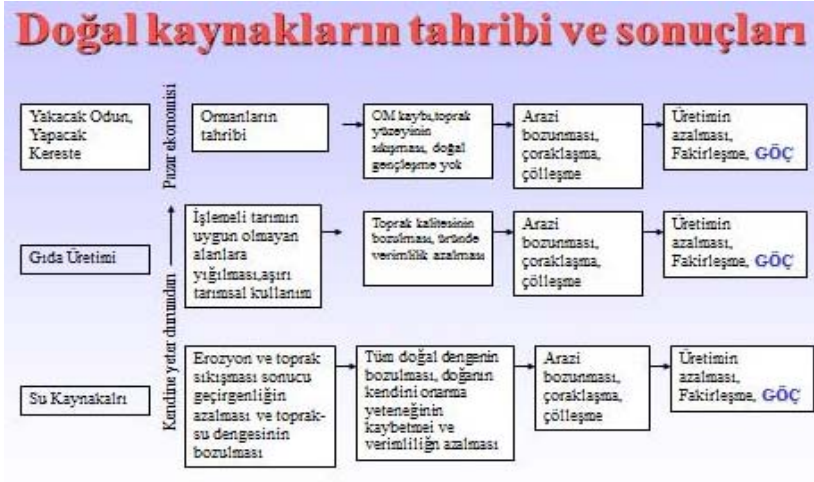 Doğal kaynakların tahribi ve sonuçları
Yakacak Odun,
Yapacak
Kereste
Kendine yeter durumdan
Pazar ekonomisi
Ormanların
tahribi
OM kaybı,toprak
yüzeyinin
sıkışması, doğal
gençleşme yok
Arazi
bozunması,
çoraklaşma,
çölleşme
Üretimin
azalması,
Fakirleşme, GÖÇ
Gıda Üretimi
İşlemeli tarımın
uygun olmayan
alanlara
yığılması,aşırı
tarımsal kullanım
Toprak kalitesinin
bozulması, üründe
verimlilik azalması
Arazi
bozunması,
çoraklaşma,
çölleşme
Üretimin
azalması,
Fakirleşme, GÖÇ
Su Kaynakalrı
Erozyon ve toprak
sıkışması sonucu
geçirgenliğin
azalması ve toprak-
su dengesinin
bozulması
Tüm doğal dengenin
bozulması, doğanın
kendini onarma
yeteneğinin
kaybetmei ve
verimliliğn azalması
Arazi
bozunması,
çoraklaşma,
çölleşme
Üretimin
azalması,
Fakirleşme, GÖÇ